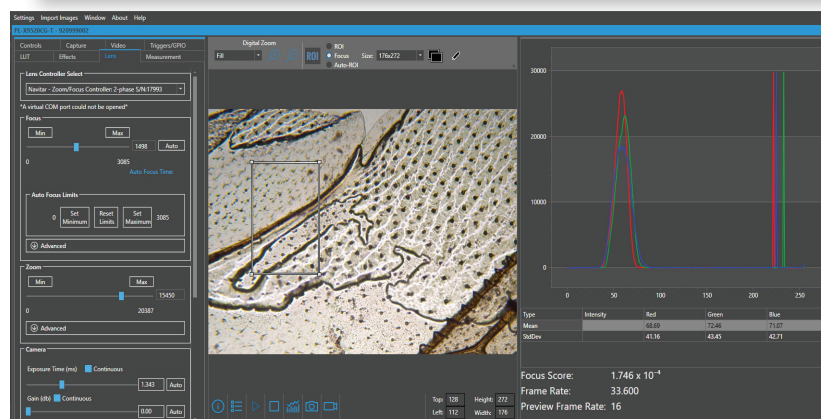 Settings Import Images Window About Help
PL-X9520CG-T - 928999002
Controls Capture Video Triggers/GPIO
LUT Effects Lens Measurement
Lens Controller Select
Navitar - Zoom/Focus Controller: 2-phase S/N:17993
*A virtual COM port could not be opened*
Focus
Min Max
1498 Auto
0 3085
Auto Focus Time:
Auto Focus Limits
0 Set Minimum Reset Limits Set Maximum 3085
Advanced
Zoom
Min Max
15450
0 20387
Advanced
Camera
Exposure Time (ms) Continuous
1.343 Auto
Gain (db) Continuous
0.00 Auto
Digital Zoom
Fill
ROI
ROI
Focus
Auto-ROI
Size: 176x272
Top: 128 Height: 272
Left: 112 Width: 176
30000
20000
10000
0
0 50 100 150 200 250
Type Intensity Red Green Blue
Mean 68.69 72.46 71.07
StdDev 41.16 43.45 42.71
Focus Score: 1.746 x 10⁻⁴
Frame Rate: 33.600
Preview Frame Rate: 16